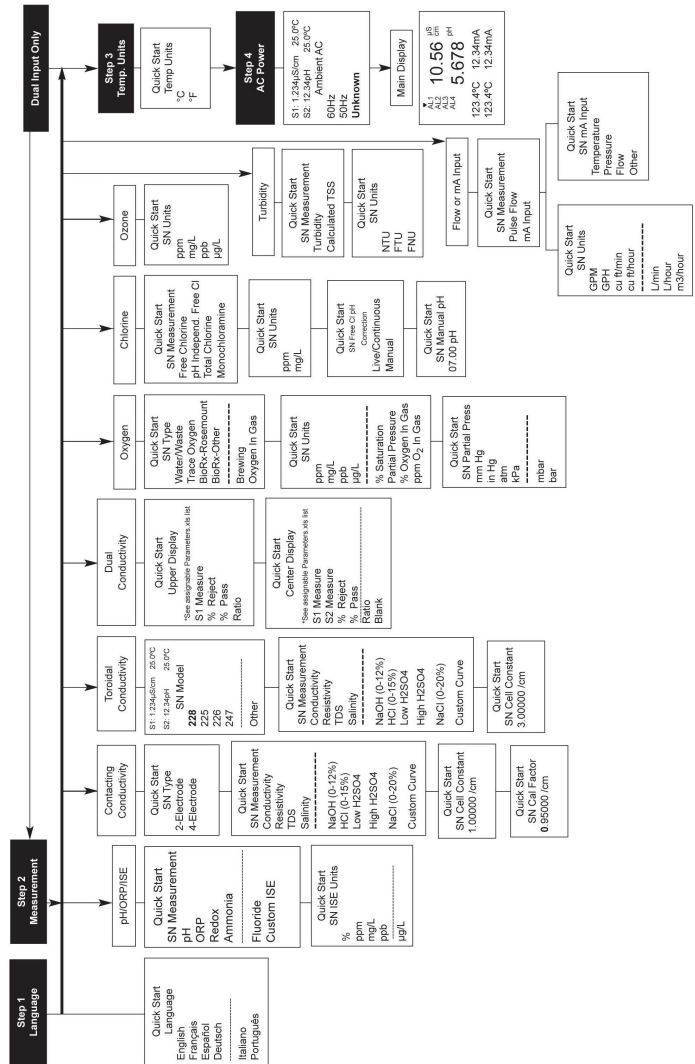 Step 1
Language
Quick Start
Language
English
Français
Español
Deutsch
Italiano
Português
Step 2
Measurement
pH/ORP/ISE
Quick Start
SN Measurement
pH
ORP
Redox
Ammonia
Fluoride
Custom ISE
Quick Start
SN ISE Units
%
ppm
mg/L
ppb
µg/L
Contacting
Conductivity
Quick Start
SN Type
2-Electrode
4-Electrode
Quick Start
SN Measurement
Conductivity
Resistivity
TDS
Salinity
NaOH (0-12%)
HCl (0-15%)
Low H2SO4
High H2SO4
NaCl (0-20%)
Custom Curve
Quick Start
SN Cell Constant
1.00000 /cm
Quick Start
SN Cal Factor
0.95000 /cm
Toroidal
Conductivity
S1: 1.234µS/cm 25.0ºC
S2: 12.34pH 25.0ºC
SN Model
228
225
226
247
Other
Quick Start
SN Measurement
Conductivity
Resistivity
TDS
Salinity
NaOH (0-12%)
HCl (0-15%)
Low H2SO4
High H2SO4
NaCl (0-20%)
Custom Curve
Quick Start
SN Cell Constant
3.00000 /cm
Dual
Conductivity
Quick Start
Upper Display
*See assignable Parameters.xls list
S1 Measure
% Reject
% Pass
Ratio
Quick Start
Center Display
*See assignable Parameters.xls list
S1 Measure
S2 Measure
% Reject
% Pass
Ratio
Blank
Oxygen
Quick Start
SN Type
Water/Waste
Trace Oxygen
BioRx-Rosemount
BioRx-Other
Brewing
Oxygen In Gas
Quick Start
SN Units
ppm
mg/L
ppb
µg/L
% Saturation
Partial Pressure
% Oxygen In Gas
ppm O2 In Gas
Quick Start
SN Partial Press
mm Hg
in Hg
atm
kPa
mbar
bar
Chlorine
Quick Start
SN Measurement
Free Chlorine
pH Independ. Free Cl
Total Chlorine
Monochloramine
Quick Start
SN Units
ppm
mg/L
Quick Start
SN Free Cl pH
Correction
Live/Continuous
Manual
Quick Start
SN Manual pH
07.00 pH
Ozone
Quick Start
SN Units
ppm
mg/L
ppb
µg/L
Turbidity
Quick Start
SN Measurement
Turbidity
Calculated TSS
Quick Start
SN Units
NTU
FTU
FNU
Flow or mA Input
Quick Start
SN Measurement
Pulse Flow
mA Input
Quick Start
SN Units
GPM
GPH
cu ft/min
cu ft/hour
L/min
L/hour
m3/hour
Quick Start
SN mA Input
Temperature
Pressure
Flow
Other
Dual Input Only
Step 3
Temp. Units
Quick Start
Temp Units
°C
°F
Step 4
AC Power
S1: 1.234µS/cm 25.0ºC
S2: 12.34pH 25.0ºC
Ambient AC
60Hz
50Hz
Unknown
Main Display
▼
AL1
AL2
AL3
AL4
10.56 µS cm
5.678 pH
123.4ºC 12.34mA
123.4ºC 12.34mA